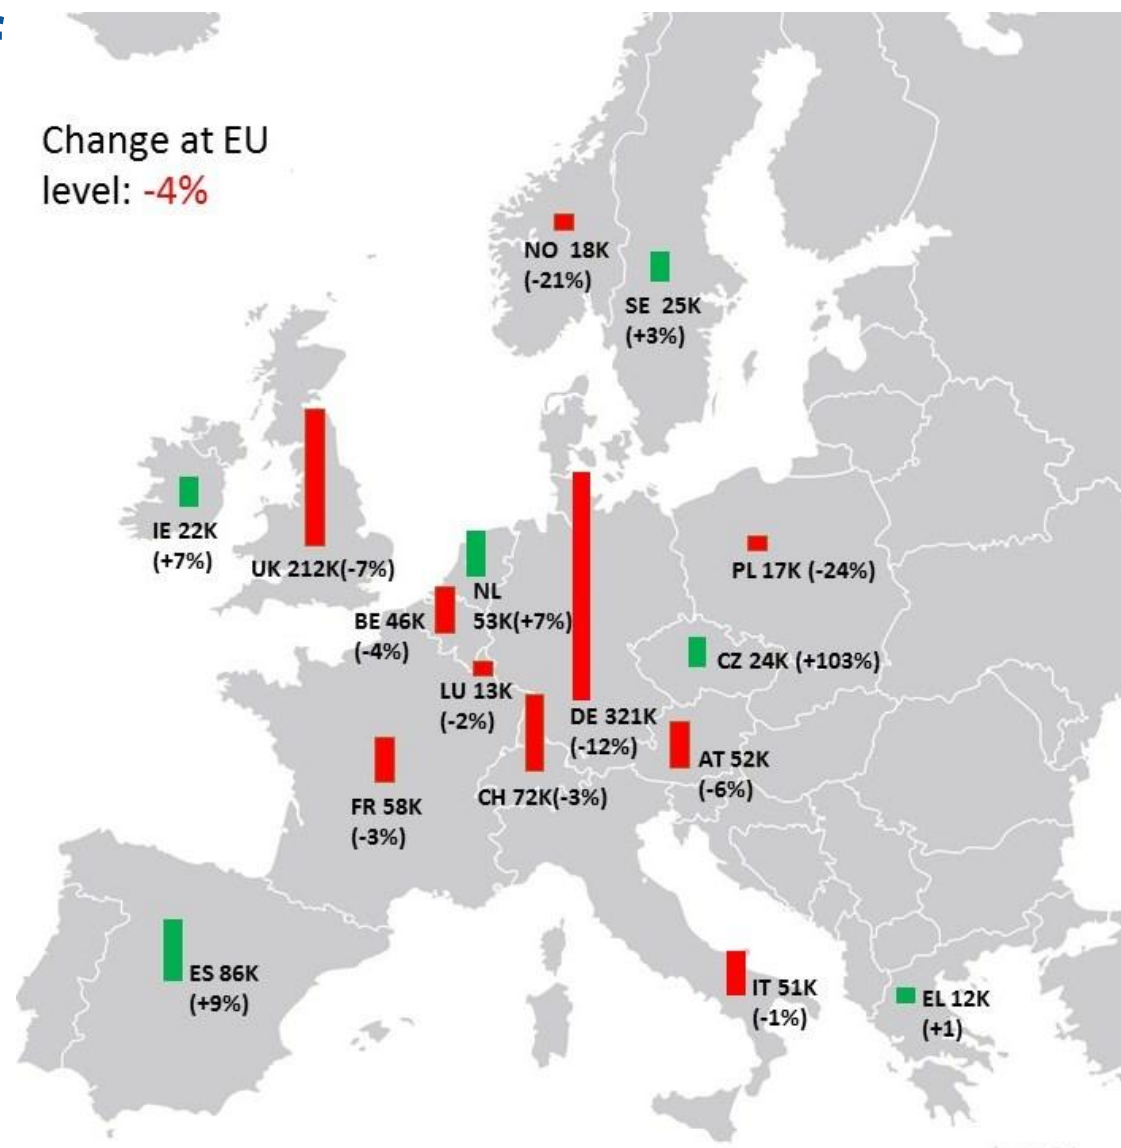 Change at EU
level: -4%
NO  18K
(-21%)
SE  25K
(+3%)
IE 22K
(+7%)
UK 212K(-7%)
NL
53K(+7%)
BE 46K
(-4%)
PL 17K (-24%)
CZ 24K (+103%)
LU 13K
(-2%)
DE 321K
(-12%)
AT 52K
(-6%)
CH 72K(-3%)
FR 58K
(-3%)
ES 86K
(+9%)
IT 51K
(-1%)
EL 12K
(+1)